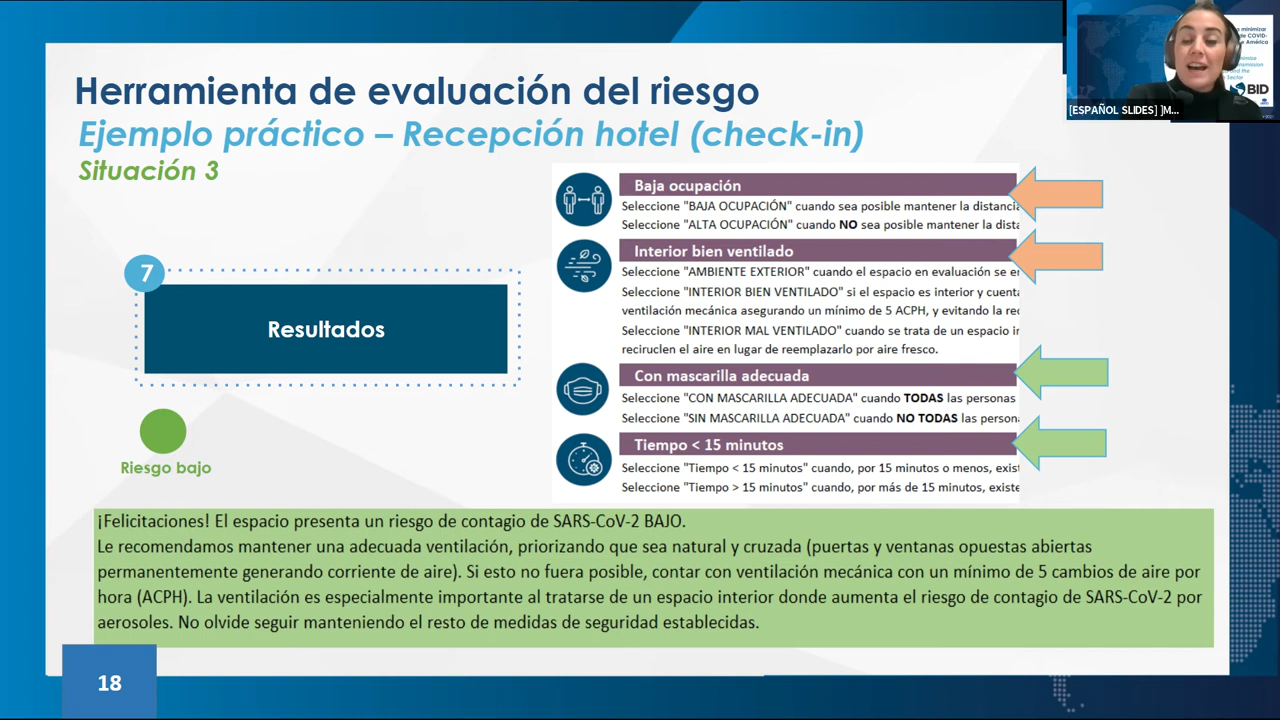 Herramienta de evaluación del riesgo
Ejemplo práctico – Recepción hotel (check-in)
Situación 3
7
Resultados
Riesgo bajo
Baja ocupación
Seleccione "BAJA OCUPACIÓN" cuando sea posible mantener la
Seleccione "ALTA OCUPACIÓN" cuando NO sea posible mantener la
Interior bien ventilado
Seleccione "AMBIENTE EXTERIOR" cuando el espacio en evaluación se
Seleccione "INTERIOR BIEN VENTILADO" si el espacio es interior y
ventilación mecánica asegurando un mínimo de 5 ACPH, y evitando la
Seleccione "INTERIOR MAL VENTILADO" cuando se trata de un espacio
reciruclen el aire en lugar de reemplazarlo por aire fresco.
Con mascarilla adecuada
Seleccione "CON MASCARILLA ADECUADA" cuando TODAS las personas
Seleccione "SIN MASCARILLA ADECUADA" cuando NO TODAS las
Tiempo < 15 minutos
Seleccione "Tiempo < 15 minutos" cuando, por 15 minutos o menos,
Seleccione "Tiempo > 15 minutos" cuando, por más de 15 minutos,
¡Felicitaciones! El espacio presenta un riesgo de contagio de SARS-CoV-2 BAJO.
Le recomendamos mantener una adecuada ventilación, priorizando que sea natural y cruzada (puertas y ventanas opuestas abiertas
permanentemente generando corriente de aire). Si esto no fuera posible, contar con ventilación mecánica con un mínimo de 5 cambios de aire por
hora (ACPH). La ventilación es especialmente importante al tratarse de un espacio interior donde aumenta el riesgo de contagio de SARS-CoV-2 por
aerosoles. No olvide seguir manteniendo el resto de medidas de seguridad establecidas.
18
minimizar
de COVID-
América
BID
[ESPAÑOL SLIDES] ]M...